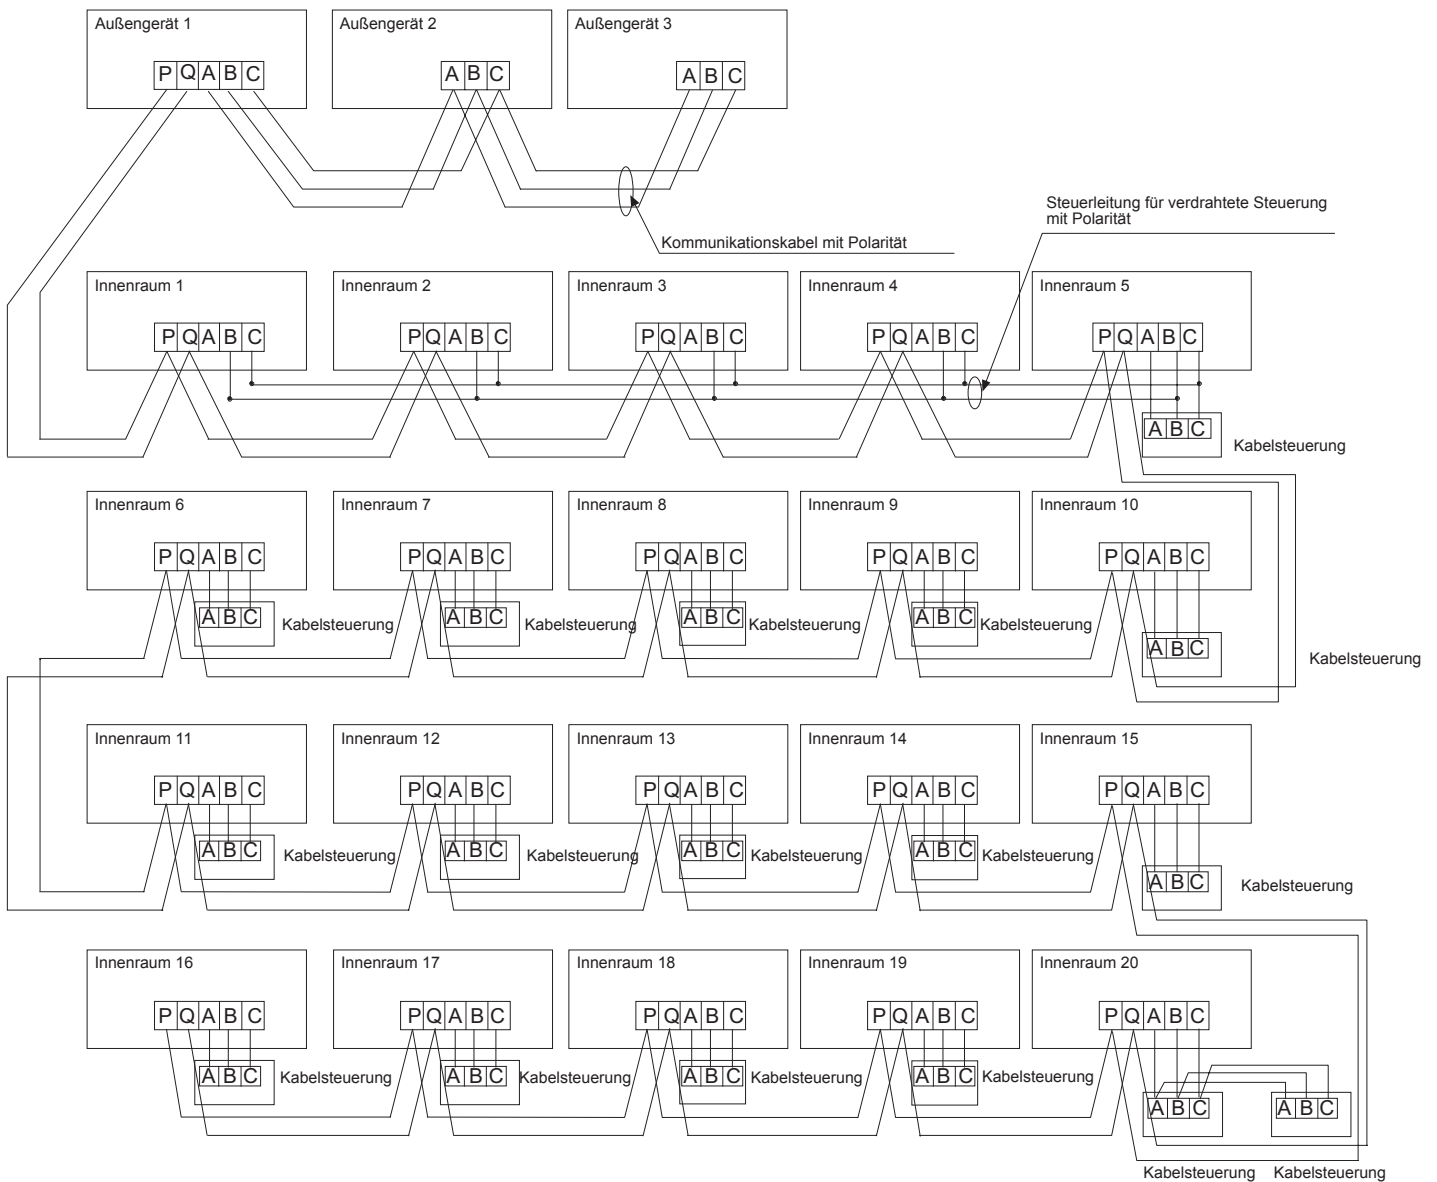 Außengerät 1
Außengerät 2
Außengerät 3
P Q A B C
A B C
A B C
Steuerleitung für verdrahtete Steuerung
mit Polarität
Kommunikationskabel mit Polarität
Innenraum 1
Innenraum 2
Innenraum 3
Innenraum 4
Innenraum 5
P Q A B C
P Q A B C
P Q A B C
P Q A B C
P Q A B C
A B C
Kabelsteuerung
Innenraum 6
Innenraum 7
Innenraum 8
Innenraum 9
Innenraum 10
P Q A B C
P Q A B C
P Q A B C
P Q A B C
P Q A B C
A B C
Kabelsteuerung
A B C
Kabelsteuerung
A B C
Kabelsteuerung
A B C
Kabelsteuerung
A B C
Kabelsteuerung
Innenraum 11
Innenraum 12
Innenraum 13
Innenraum 14
Innenraum 15
P Q A B C
P Q A B C
P Q A B C
P Q A B C
P Q A B C
A B C
Kabelsteuerung
A B C
Kabelsteuerung
A B C
Kabelsteuerung
A B C
Kabelsteuerung
A B C
Kabelsteuerung
Innenraum 16
Innenraum 17
Innenraum 18
Innenraum 19
Innenraum 20
P Q A B C
P Q A B C
P Q A B C
P Q A B C
P Q A B C
A B C
Kabelsteuerung
A B C
Kabelsteuerung
A B C
Kabelsteuerung
A B C
Kabelsteuerung
A B C
A B C
Kabelsteuerung
Kabelsteuerung